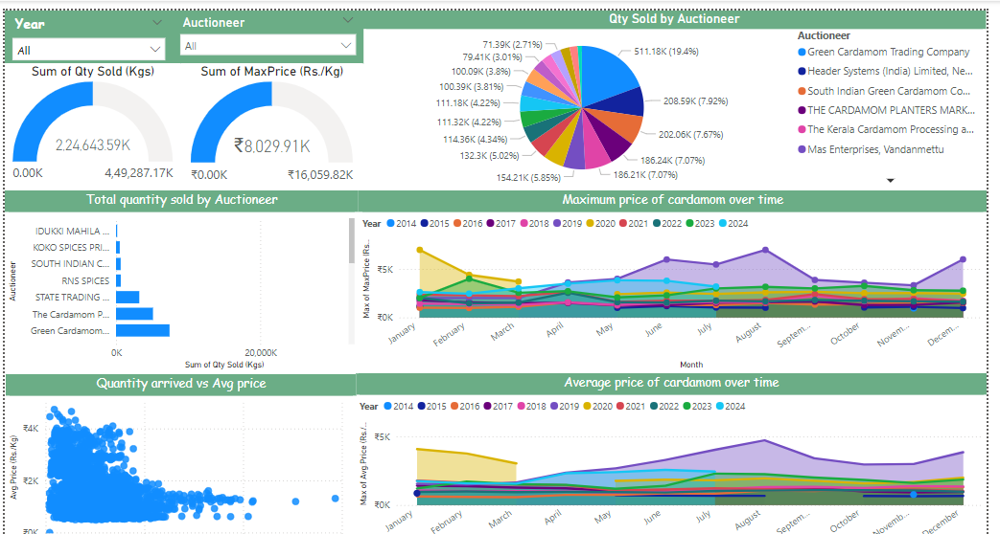 Year
Auctioneer
All
All
Sum of Qty Sold (Kgs)
2,24,643.59K
0.00K
4,49,287.17K
Sum of MaxPrice (Rs./Kg)
₹8,029.91K
₹0.00K
₹16,059.82K
Qty Sold by Auctioneer
71.39K (2.71%)
79.41K (3.01%)
100.09K (3.8%)
100.39K (3.81%)
111.18K (4.22%)
111.32K (4.22%)
114.36K (4.34%)
132.3K (5.02%)
154.21K (5.85%)
511.18K (19.4%)
208.59K (7.92%)
202.06K (7.67%)
186.24K (7.07%)
186.21K (7.07%)
Auctioneer
Green Cardamom Trading Company
Header Systems (India) Limited, Ne...
South Indian Green Cardamom Co...
THE CARDAMOM PLANTERS MARK...
The Kerala Cardamom Processing a...
Mas Enterprises, Vandanmettu
Total quantity sold by Auctioneer
Auctioneer
IDUKKI MAHILA ...
KOKO SPICES PRI...
SOUTH INDIAN C...
RNS SPICES
STATE TRADING ...
The Cardamom P...
Green Cardamom...
0K
20,000K
Sum of Qty Sold (Kgs)
Maximum price of cardamom over time
Year 2014 2015 2016 2017 2018 2019 2020 2021 2022 2023 2024
Max of MaxPrice (Rs...
₹5K
₹0K
January February March April May June July August Septem... October Novem... Decem...
Month
Quantity arrived vs Avg price
Avg.Price (Rs./Kg)
₹4K
₹2K
₹0K
Average price of cardamom over time
Year 2014 2015 2016 2017 2018 2019 2020 2021 2022 2023 2024
Max of Avg.Price (Rs./...
₹5K
₹0K
January February March April May June July August Septem... October Novemb... December